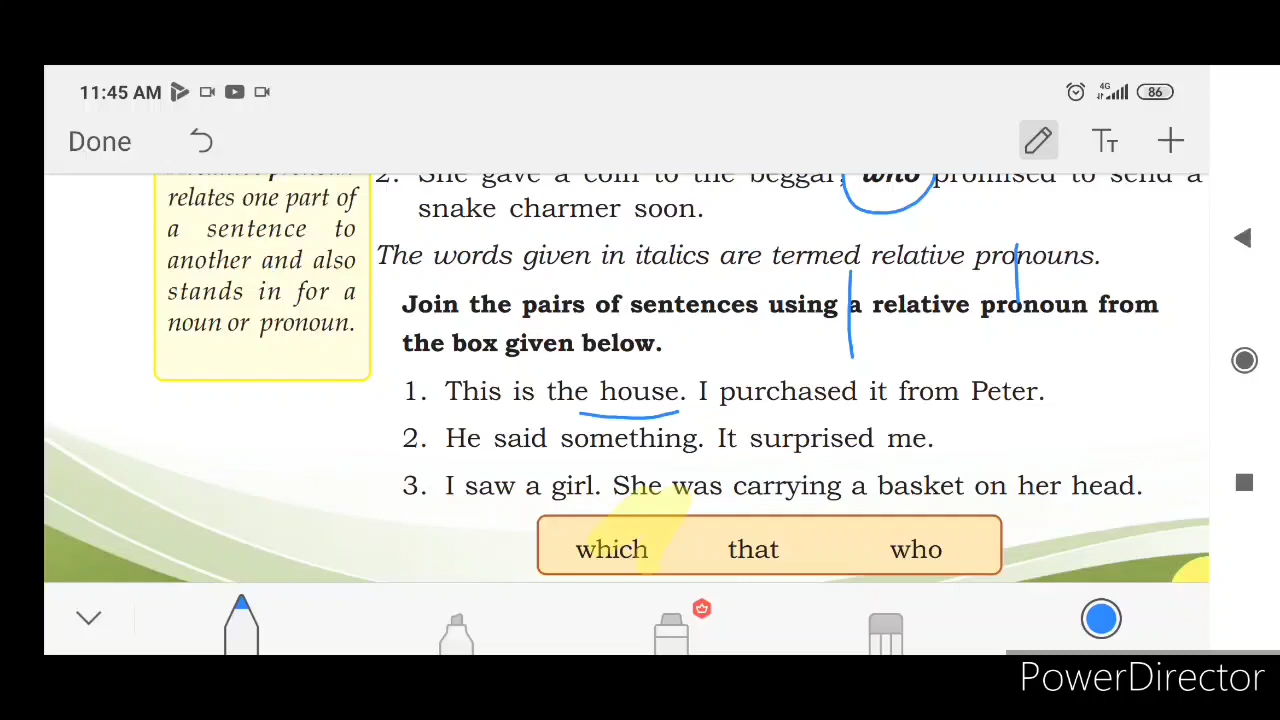 11:45 AM 4G 86
Done TT
relates one part of
a sentence to
another and also
stands in for a
noun or pronoun.
2. She gave a coin to the beggar, who promised to send a
snake charmer soon.
The words given in italics are termed relative pronouns.
Join the pairs of sentences using a relative pronoun from
the box given below.
1. This is the house. I purchased it from Peter.
2. He said something. It surprised me.
3. I saw a girl. She was carrying a basket on her head.
which that who
PowerDirector